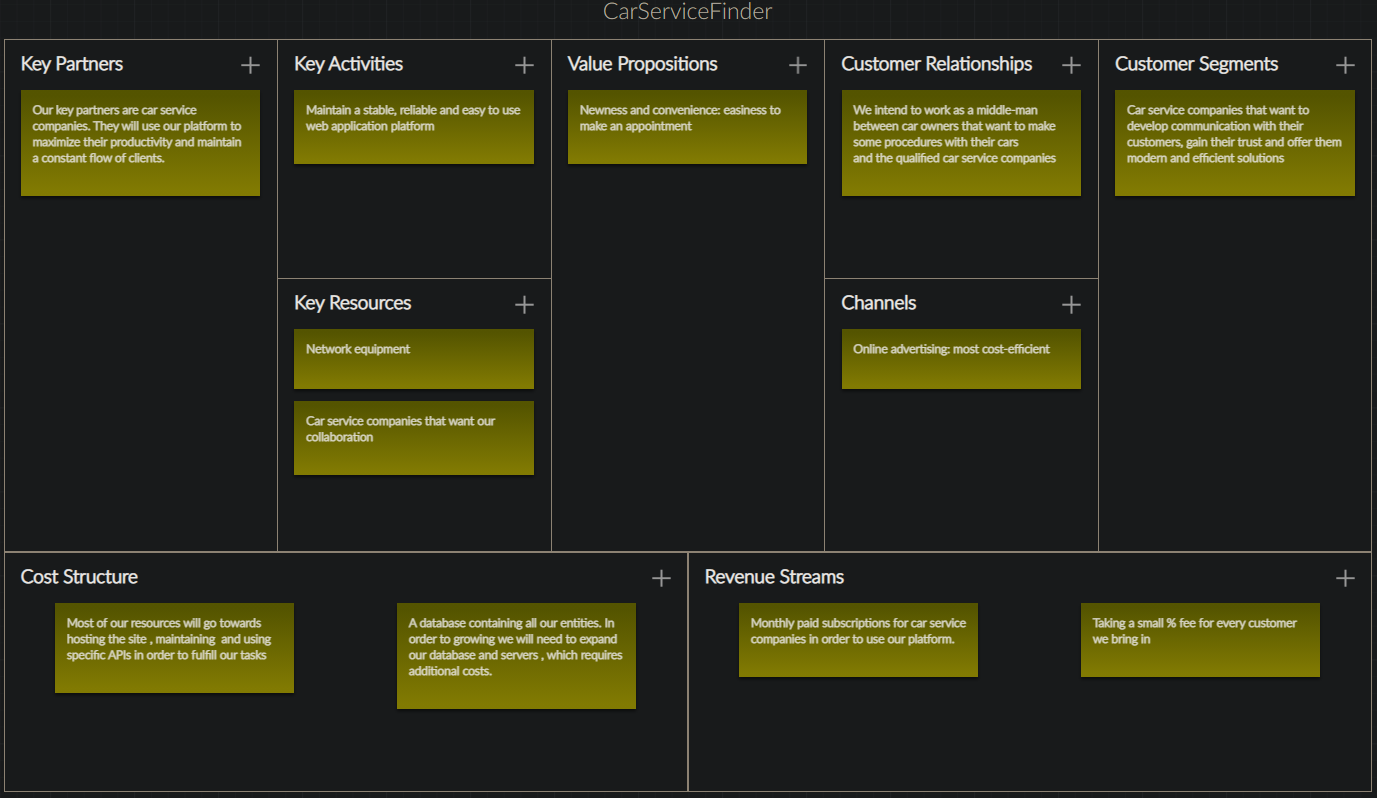 CarServiceFinder
Key Partners
Our key partners are car service
companies. They will use our platform to
maximize their productivity and maintain
a constant flow of clients.
Key Activities
Maintain a stable, reliable and easy to use
web application platform
Key Resources
Network equipment
Car service companies that want our
collaboration
Value Propositions
Newness and convenience: easiness to
make an appointment
Customer Relationships
We intend to work as a middle-man
between car owners that want to make
some procedures with their cars
and the qualified car service companies
Channels
Online advertising: most cost-efficient
Customer Segments
Car service companies that want to
develop communication with their
customers, gain their trust and offer them
modern and efficient solutions
Cost Structure
Most of our resources will go towards
hosting the site , maintaining  and using
specific APIs in order to fulfill our tasks
A database containing all our entities. In
order to growing we will need to expand
our database and servers , which requires
additional costs.
Revenue Streams
Monthly paid subscriptions for car service
companies in order to use our platform.
Taking a small % fee for every customer
we bring in